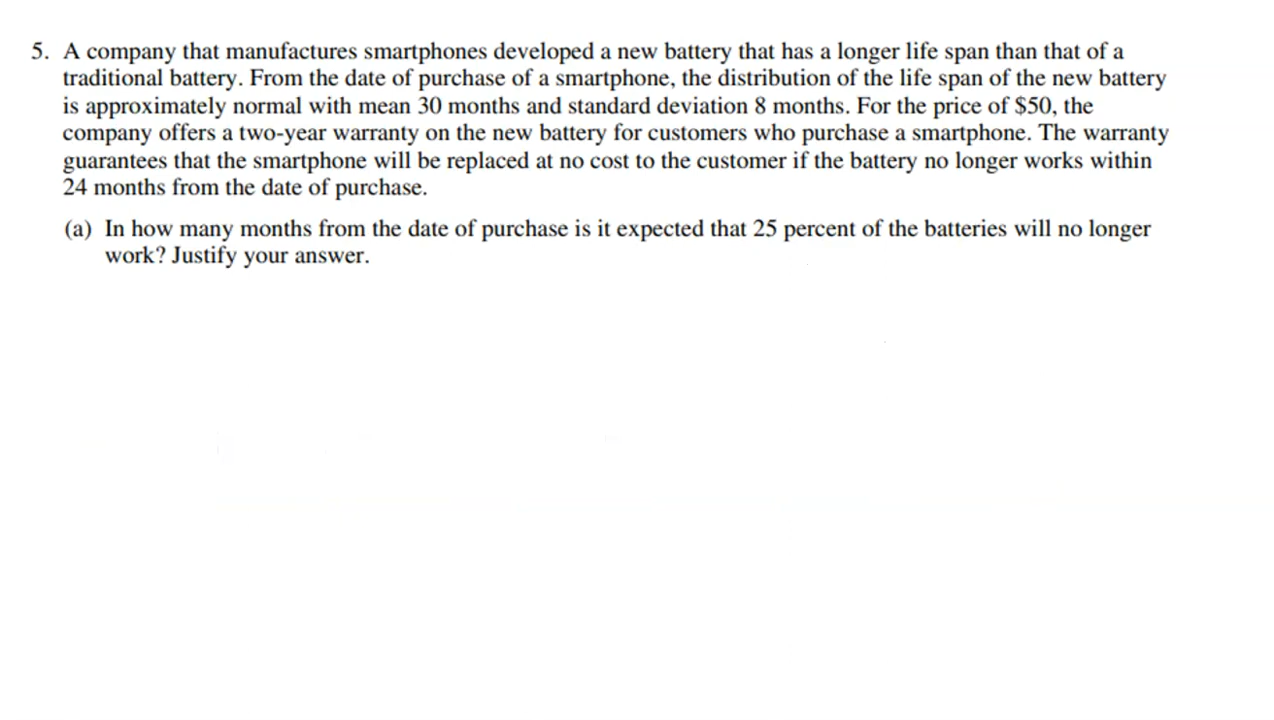 5. A company that manufactures smartphones developed a new battery that has a longer life span than that of a
traditional battery. From the date of purchase of a smartphone, the distribution of the life span of the new battery
is approximately normal with mean 30 months and standard deviation 8 months. For the price of $50, the
company offers a two-year warranty on the new battery for customers who purchase a smartphone. The warranty
guarantees that the smartphone will be replaced at no cost to the customer if the battery no longer works within
24 months from the date of purchase.
(a) In how many months from the date of purchase is it expected that 25 percent of the batteries will no longer
work? Justify your answer.